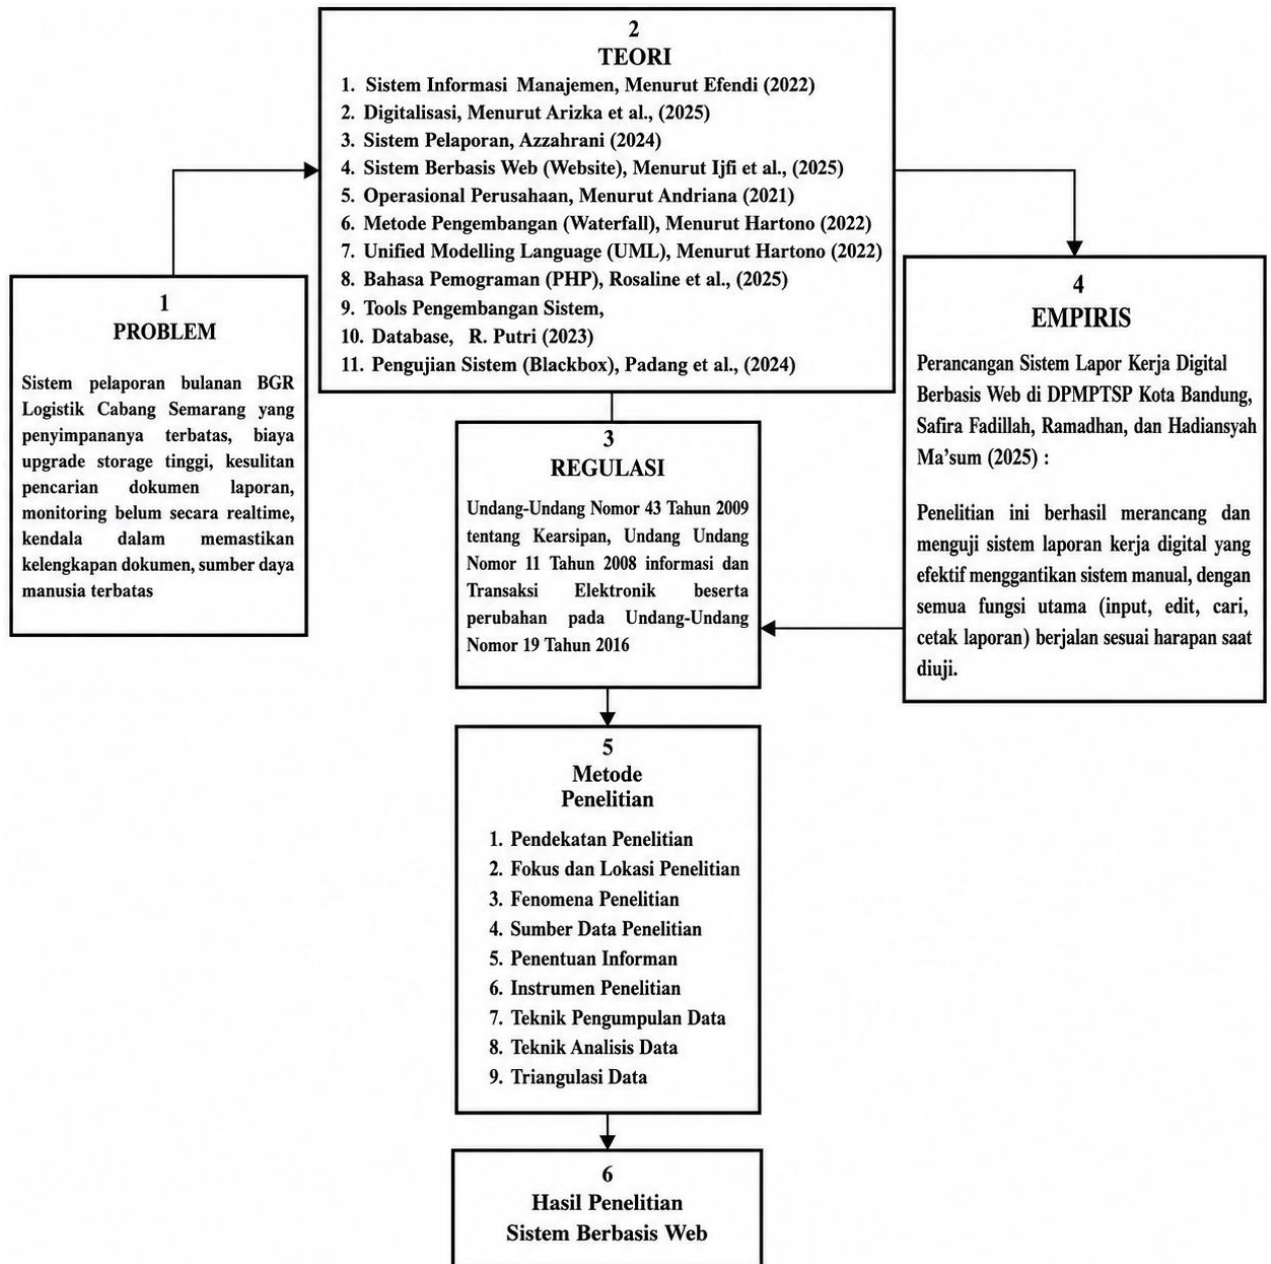 2
TEORI
1. Sistem Informasi Manajemen, Menurut Efendi (2022)
2. Digitalisasi, Menurut Arizka et al., (2025)
3. Sistem Pelaporan, Azzahrani (2024)
4. Sistem Berbasis Web (Website), Menurut Ijfi et al., (2025)
5. Operasional Perusahaan, Menurut Andriana (2021)
6. Metode Pengembangan (Waterfall), Menurut Hartono (2022)
7. Unified Modelling Language (UML), Menurut Hartono (2022)
8. Bahasa Pemograman (PHP), Rosaline et al., (2025)
9. Tools Pengembangan Sistem,
10. Database, R. Putri (2023)
11. Pengujian Sistem (Blackbox), Padang et al., (2024)
1
PROBLEM
Sistem pelaporan bulanan BGR
Logistik Cabang Semarang yang
penyimpananya terbatas, biaya
upgrade storage tinggi, kesulitan
pencarian dokumen laporan,
monitoring belum secara realtime,
kendala dalam memastikan
kelengkapan dokumen, sumber daya
manusia terbatas
3
REGULASI
Undang-Undang Nomor 43 Tahun 2009
tentang Kearsipan, Undang Undang
Nomor 11 Tahun 2008 informasi dan
Transaksi Elektronik beserta
perubahan pada Undang-Undang
Nomor 19 Tahun 2016
4
EMPIRIS
Perancangan Sistem Lapor Kerja Digital
Berbasis Web di DPMPTSP Kota Bandung,
Safira Fadillah, Ramadhan, dan Hadiansyah
Ma'sum (2025) :
Penelitian ini berhasil merancang dan
menguji sistem laporan kerja digital yang
efektif menggantikan sistem manual, dengan
semua fungsi utama (input, edit, cari,
cetak laporan) berjalan sesuai harapan saat
diuji.
5
Metode
Penelitian
1. Pendekatan Penelitian
2. Fokus dan Lokasi Penelitian
3. Fenomena Penelitian
4. Sumber Data Penelitian
5. Penentuan Informan
6. Instrumen Penelitian
7. Teknik Pengumpulan Data
8. Teknik Analisis Data
9. Triangulasi Data
6
Hasil Penelitian
Sistem Berbasis Web